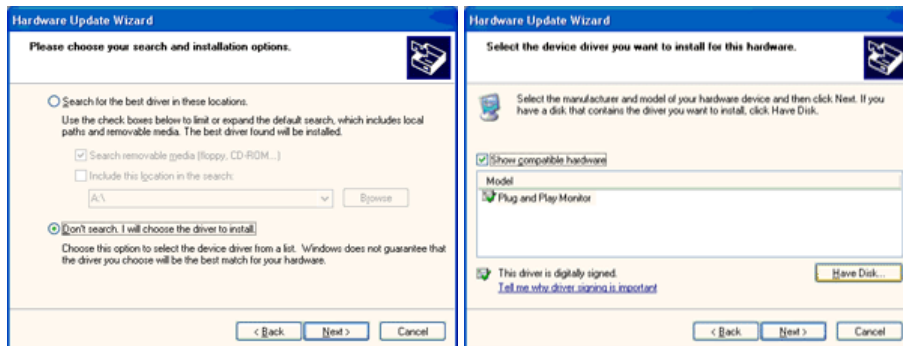 Hardware Update Wizard
Please choose your search and installation options.
Search for the best driver in these locations.
Use the check boxes below to limit or expand the default search, which includes local
paths and removable media. The best driver found will be installed.
Search removable media (floppy, CD-ROM...)
Include this location in the search:
A:\
Browse
Don't search. I will choose the driver to install.
Choose this option to select the device driver from a list. Windows does not guarantee that
the driver you choose will be the best match for your hardware.
< Back
Next >
Cancel
Hardware Update Wizard
Select the device driver you want to install for this hardware.
Select the manufacturer and model of your hardware device and then click Next. If you
have a disk that contains the driver you want to install, click Have Disk.
Show compatible hardware
Model
Plug and Play Monitor
This driver is digitally signed.
Have Disk...
Tell me why driver signing is important
< Back
Next >
Cancel